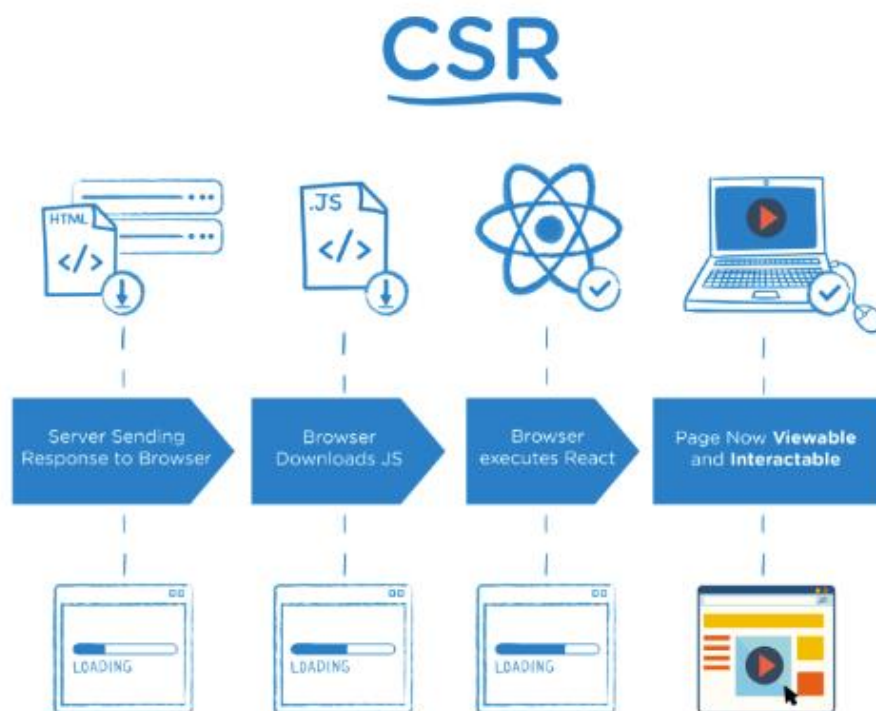 CSR
HTML
</>
.JS
</>
Server Sending
Response to Browser
Browser
Downloads JS
Browser
executes React
Page Now Viewable
and Interactable
LOADING
LOADING
LOADING